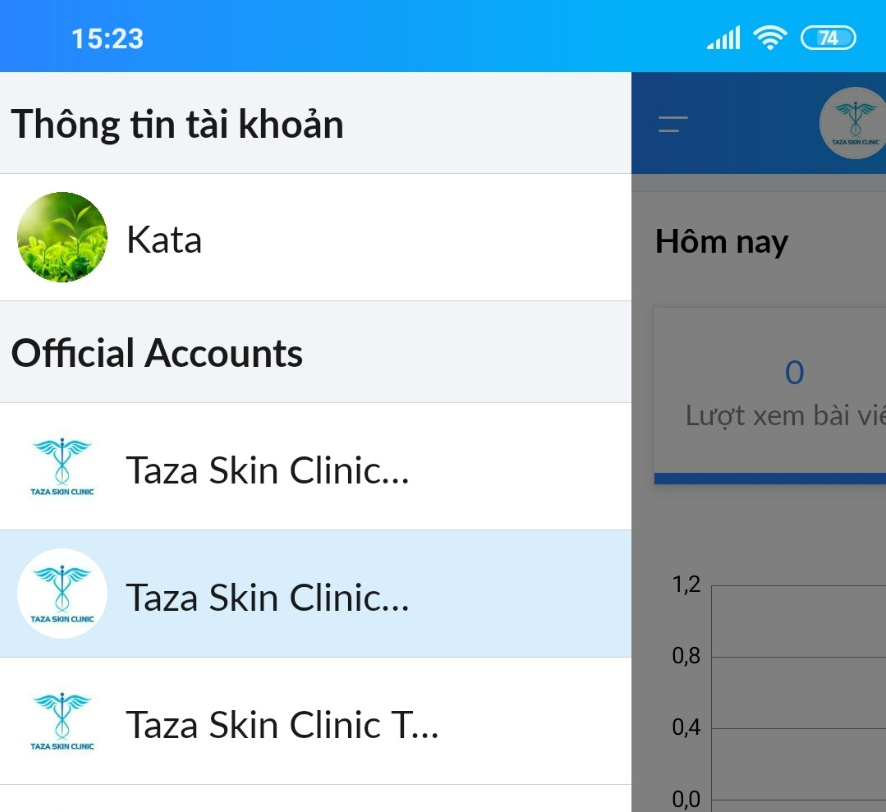 15:23
74
Thông tin tài khoản
TAZA SKIN CLINIC
Kata
Hôm nay
Official Accounts
0
Lượt xem bài viế
TAZA SKIN CLINIC
Taza Skin Clinic...
TAZA SKIN CLINIC
Taza Skin Clinic...
TAZA SKIN CLINIC
Taza Skin Clinic T...
1,2
0,8
0,4
0,0